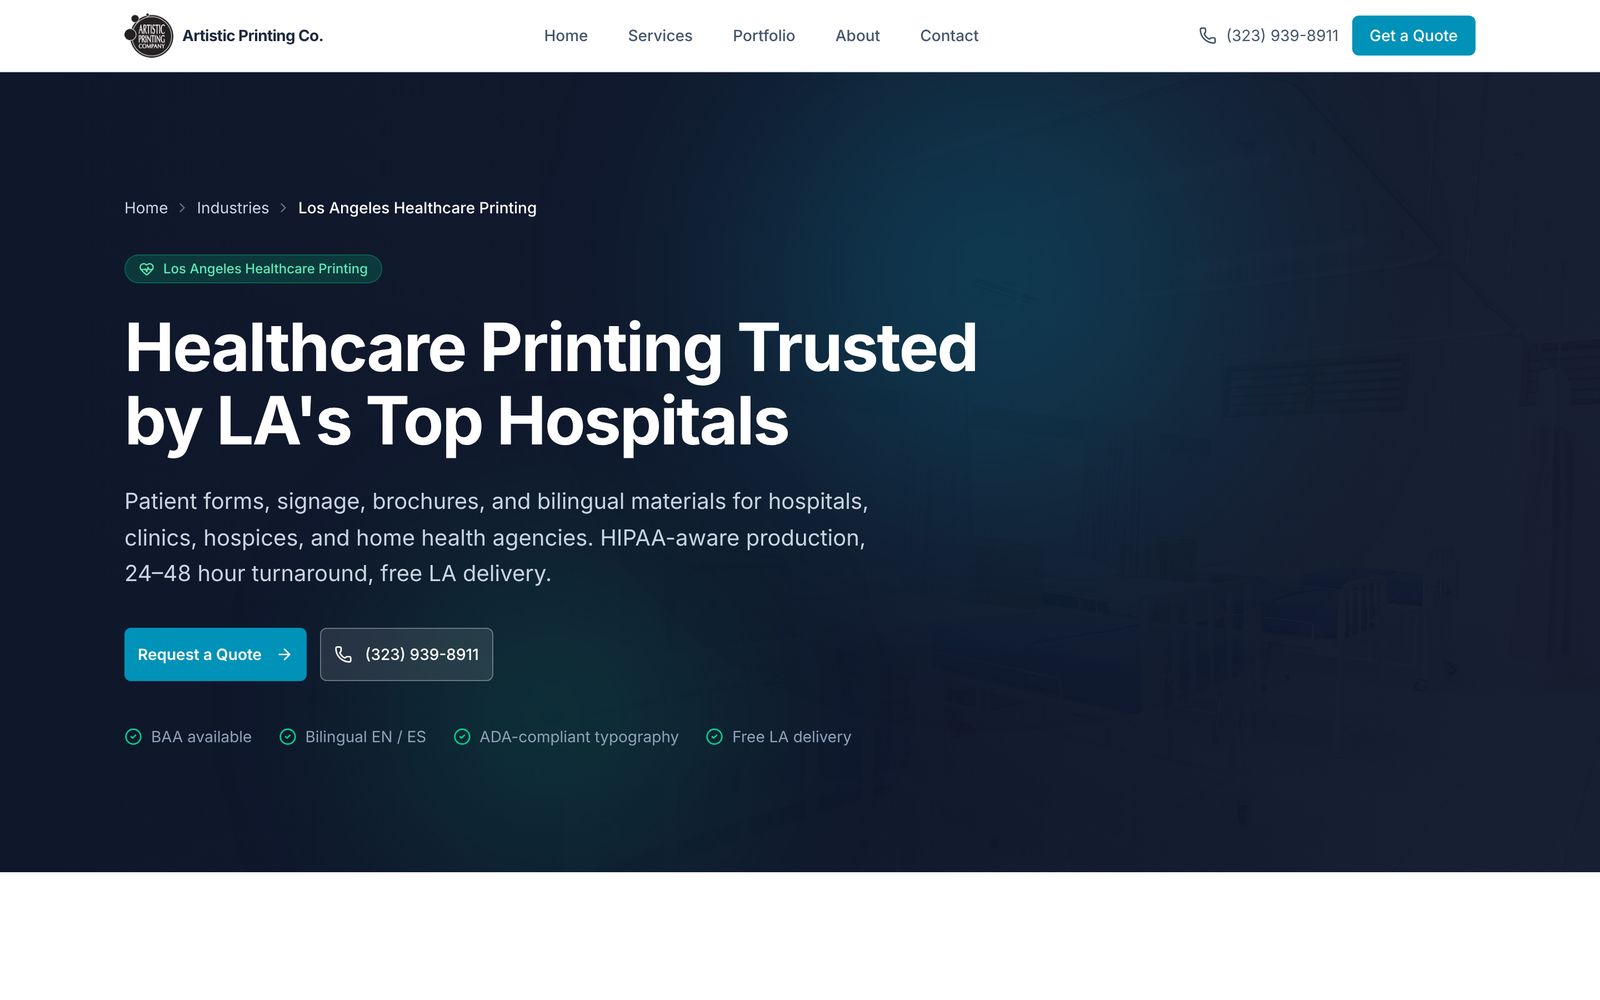 ARTISTIC
PRINTING
COMPANY
Artistic Printing Co.
Home
Services
Portfolio
About
Contact
(323) 939-8911
Get a Quote
Home
Industries
Los Angeles Healthcare Printing
Los Angeles Healthcare Printing
Healthcare Printing Trusted
by LA's Top Hospitals
Patient forms, signage, brochures, and bilingual materials for hospitals,
clinics, hospices, and home health agencies. HIPAA-aware production,
24–48 hour turnaround, free LA delivery.
Request a Quote
(323) 939-8911
BAA available
Bilingual EN / ES
ADA-compliant typography
Free LA delivery